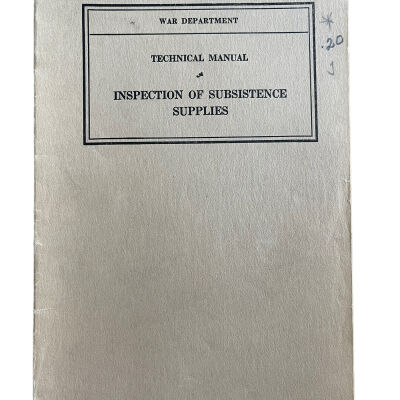 WAR DEPARTMENT
TECHNICAL MANUAL
INSPECTION OF SUBSISTENCE
SUPPLIES
.20